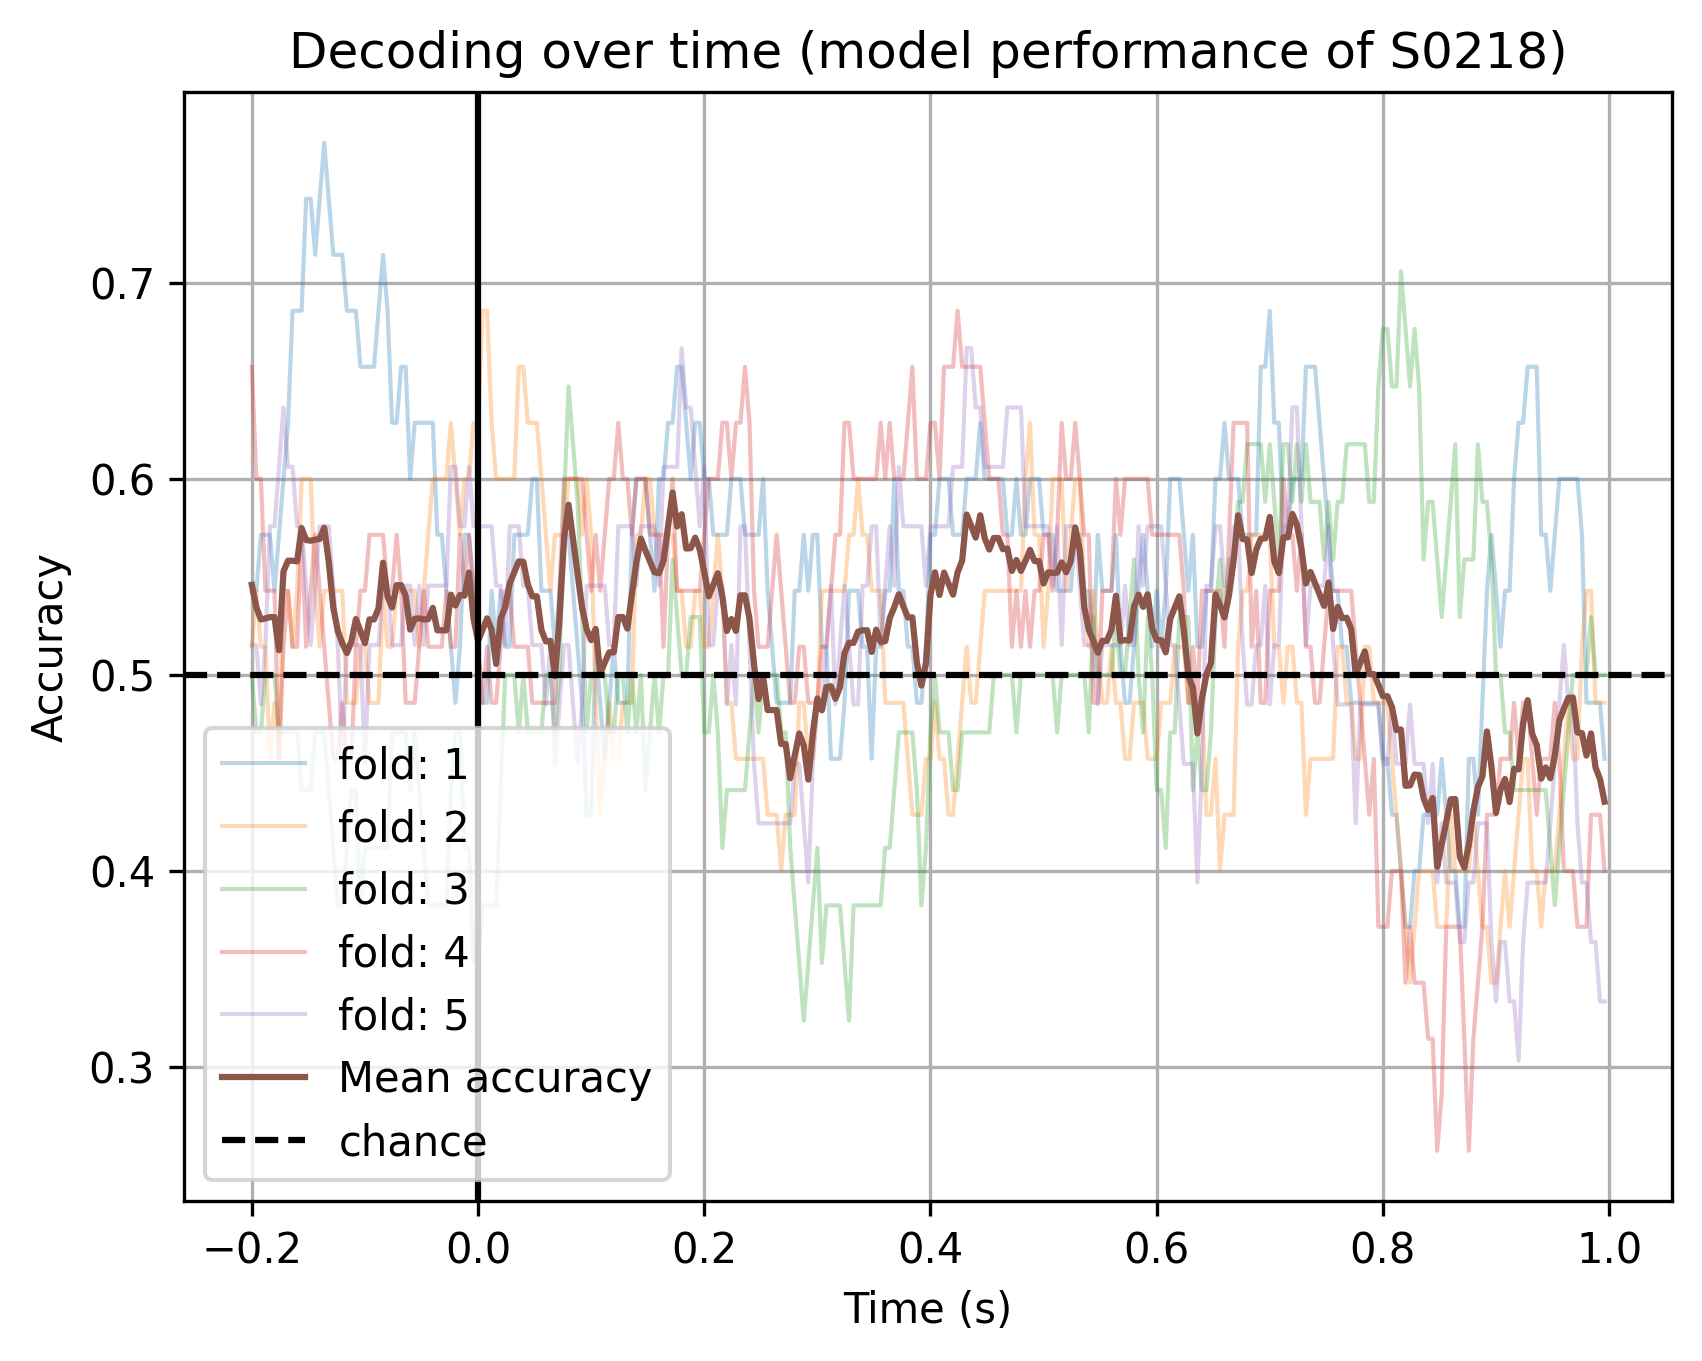 Decoding over time (model performance of S0218)
Accuracy
0.7
0.6
0.5
0.4
0.3
fold: 1
fold: 2
fold: 3
fold: 4
fold: 5
Mean accuracy
chance
−0.2 0.0 0.2 0.4 0.6 0.8 1.0
Time (s)